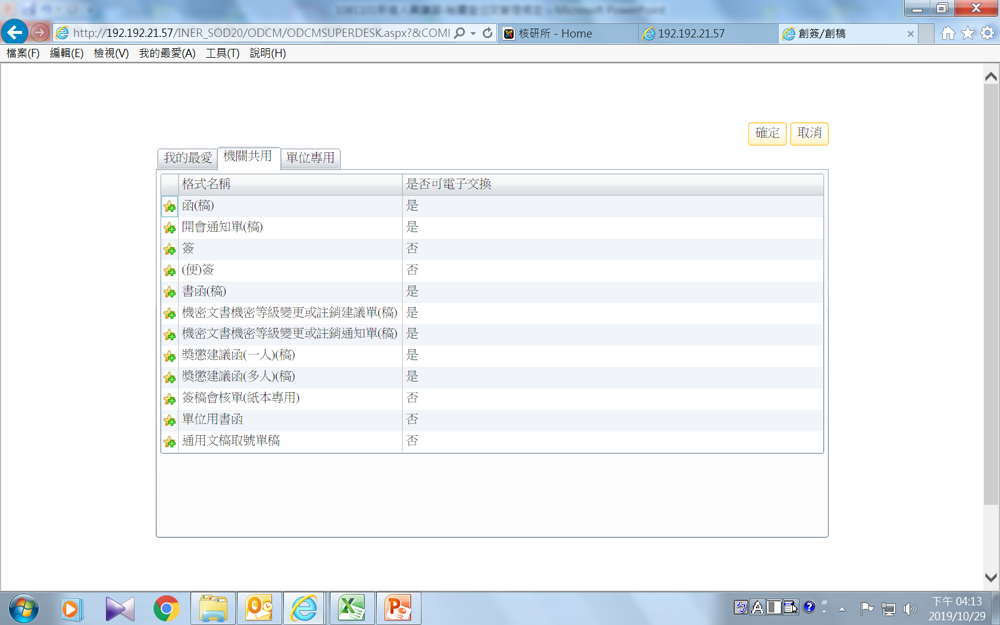 http://192.192.21.57/INER_SOD20/ODCM/ODCMSUPERDESK.aspx?&COMI
核研所 - Home
192.192.21.57
創簽/創稿
檔案(F) 編輯(E) 檢視(V) 我的最愛(A) 工具(T) 說明(H)
確定 取消
我的最愛 機關共用 單位專用
格式名稱 是否可電子交換
函(稿) 是
開會通知單(稿) 是
簽 否
(便)簽 否
書函(稿) 是
機密文書機密等級變更或註銷建議單(稿) 是
機密文書機密等級變更或註銷通知單(稿) 是
獎懲建議函(一人)(稿) 是
獎懲建議函(多人)(稿) 是
簽稿會核單(紙本專用) 否
單位用書函 否
通用文稿取號單稿 否
下午 04:13
2019/10/29